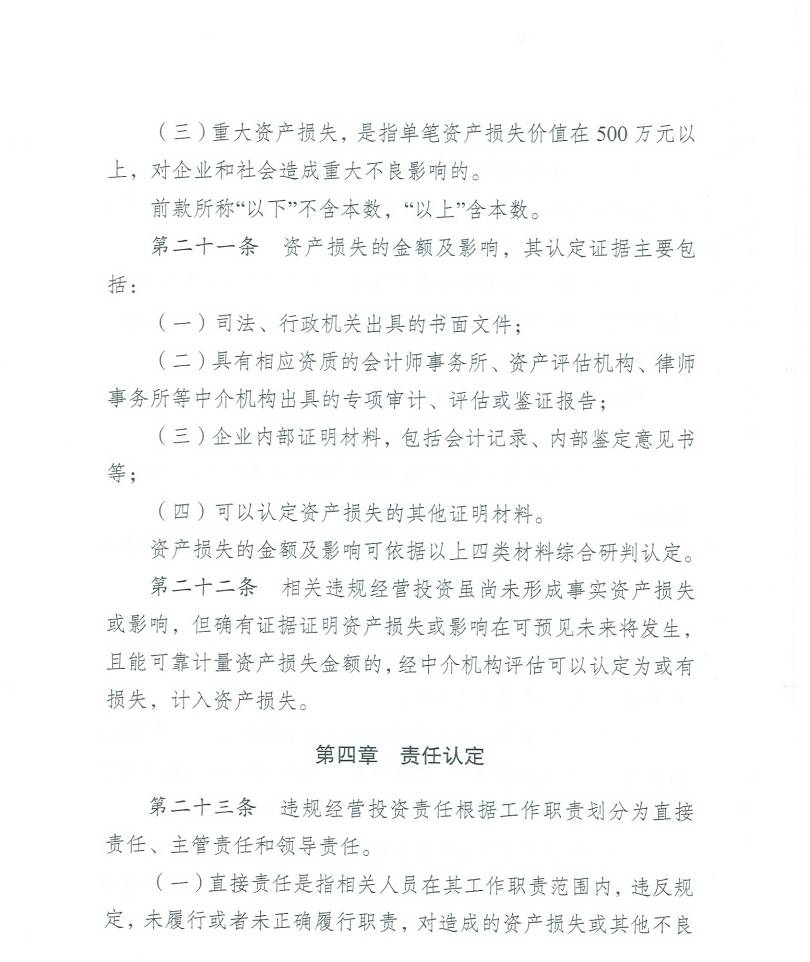 （三）重大资产损失，是指单笔资产损失价值在 500 万元以
上，对企业和社会造成重大不良影响的。
前款所称“以下”不含本数，“以上”含本数。
第二十一条 资产损失的金额及影响，其认定证据主要包
括：
（一）司法、行政机关出具的书面文件；
（二）具有相应资质的会计师事务所、资产评估机构、律师
事务所等中介机构出具的专项审计、评估或鉴证报告；
（三）企业内部证明材料，包括会计记录、内部鉴定意见书
等；
（四）可以认定资产损失的其他证明材料。
资产损失的金额及影响可依据以上四类材料综合研判认定。
第二十二条 相关违规经营投资虽尚未形成事实资产损失
或影响，但确有证据证明资产损失或影响在可预见未来将发生，
且能可靠计量资产损失金额的，经中介机构评估可以认定为或有
损失，计入资产损失。
第四章 责任认定
第二十三条 违规经营投资责任根据工作职责划分为直接
责任、主管责任和领导责任。
（一）直接责任是指相关人员在其工作职责范围内，违反规
定，未履行或者未正确履行职责，对造成的资产损失或其他不良